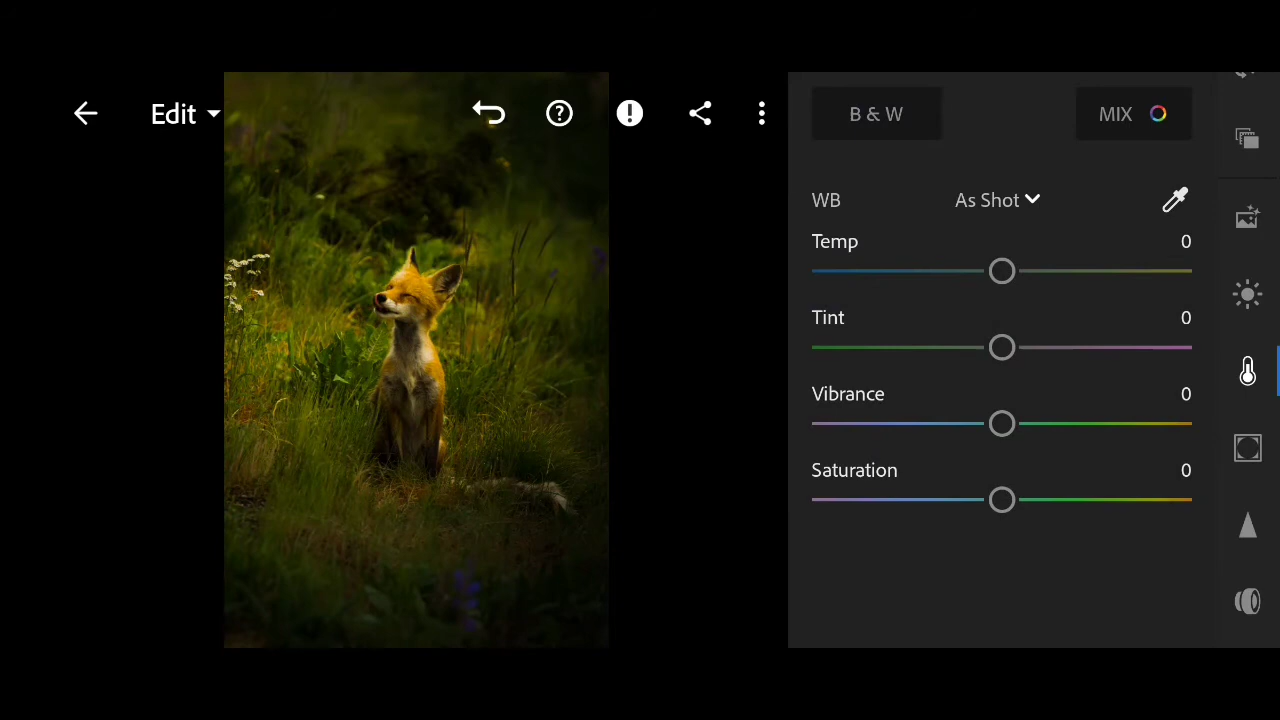 Edit
B & W
MIX
WB
As Shot
Temp
0
Tint
0
Vibrance
0
Saturation
0